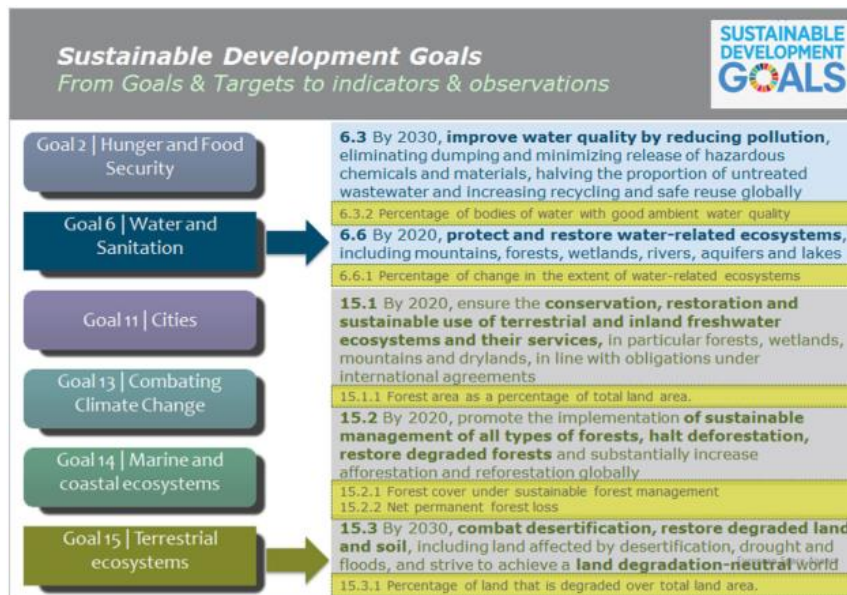 Sustainable Development Goals
From Goals & Targets to indicators & observations
SUSTAINABLE
DEVELOPMENT
GOALS
Goal 2 | Hunger and Food
Security
Goal 6 | Water and
Sanitation
Goal 11 | Cities
Goal 13 | Combating
Climate Change
Goal 14 | Marine and
coastal ecosystems
Goal 15 | Terrestrial
ecosystems
6.3 By 2030, improve water quality by reducing pollution,
eliminating dumping and minimizing release of hazardous
chemicals and materials, halving the proportion of untreated
wastewater and increasing recycling and safe reuse globally
6.3.2 Percentage of bodies of water with good ambient water quality
6.6 By 2020, protect and restore water-related ecosystems,
including mountains, forests, wetlands, rivers, aquifers and lakes
6.6.1 Percentage of change in the extent of water-related ecosystems
15.1 By 2020, ensure the conservation, restoration and
sustainable use of terrestrial and inland freshwater
ecosystems and their services, in particular forests, wetlands,
mountains and drylands, in line with obligations under
international agreements
15.1.1 Forest area as a percentage of total land area.
15.2 By 2020, promote the implementation of sustainable
management of all types of forests, halt deforestation,
restore degraded forests and substantially increase
afforestation and reforestation globally
15.2.1 Forest cover under sustainable forest management
15.2.2 Net permanent forest loss
15.3 By 2030, combat desertification, restore degraded land
and soil, including land affected by desertification, drought and
floods, and strive to achieve a land degradation-neutral world
15.3.1 Percentage of land that is degraded over total land area.